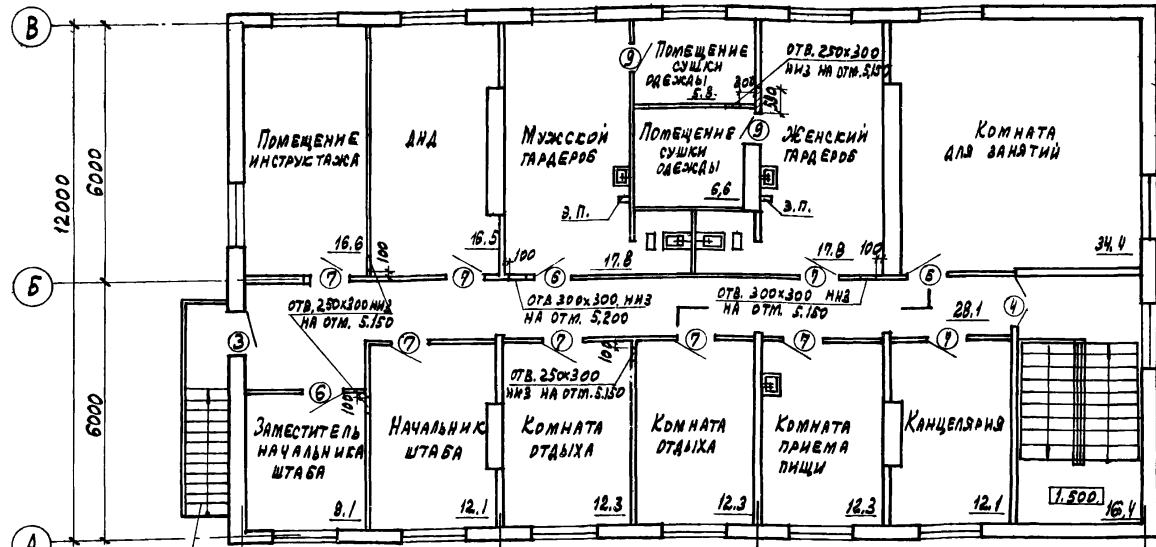 В
9
Помещение
сушки
одежды
5.8
отв. 250х300
низ на отм. 5.150
300
500
Помещение
инструктажа
ДНД
Мужской
гардероб
Помещение
сушки
одежды
6,6
9
Женский
гардероб
Комната
для занятий
12000
6000
Э.П.
Э.П.
16.6
100
16.5
100
17.8
17.8
100
34.4
Б
7
7
6
7
6
отв. 250х300 низ
на отм. 5.150
отв. 300х300 низ
на отм. 5.200
отв. 300х300 низ
на отм. 5.150
28.1
4
3
7
7
100
7
7
7
отв. 250х300
низ на отм. 5.150
6
100
6000
Заместитель
начальника
штаба
Начальник
штаба
Комната
отдыха
Комната
отдыха
Комната
приема
пищи
Канцелярия
9.1
12.1
12.3
12.3
12.3
12.1
1.500
16.4
А